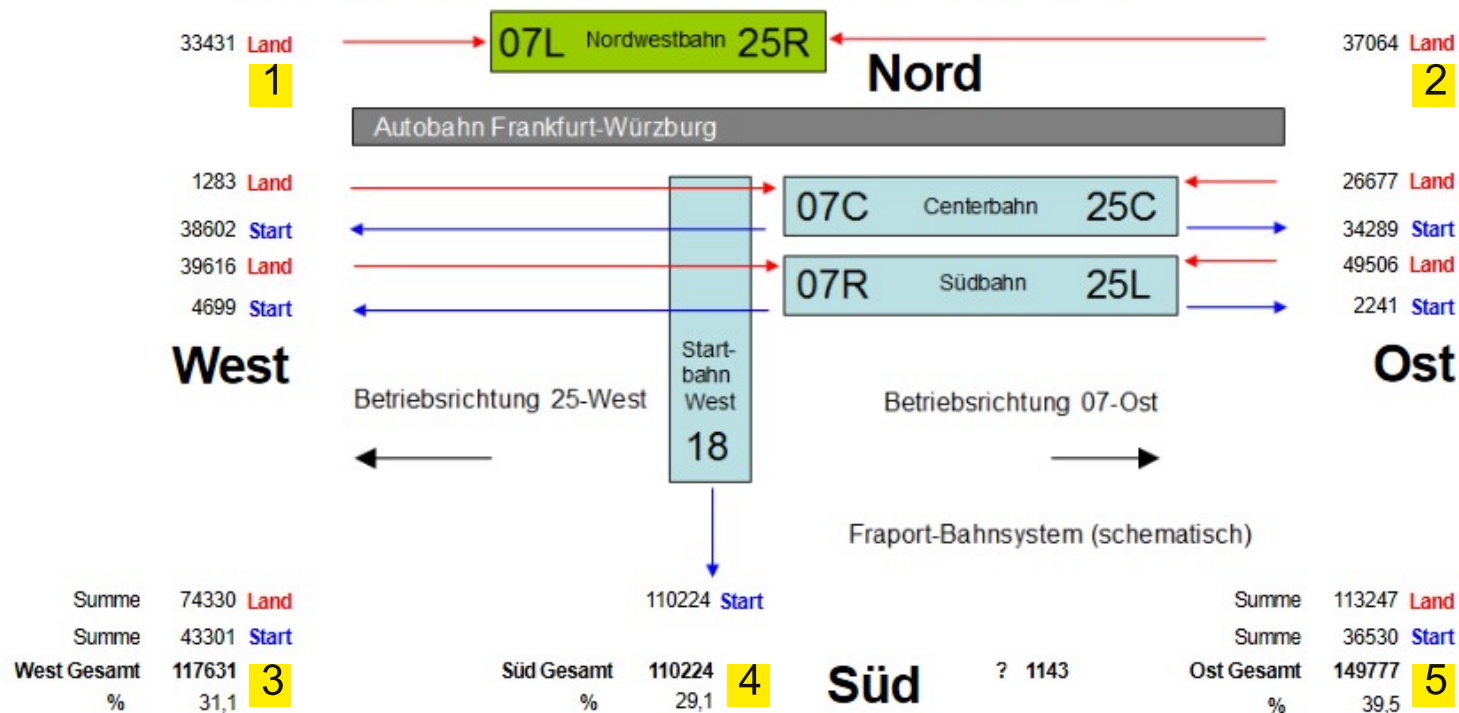 33431 Land 07L Nordwestbahn 25R 37064 Land
1 Nord 2
Autobahn Frankfurt-Würzburg
1283 Land 26677 Land
07C Centerbahn 25C
38602 Start 34289 Start
39616 Land 49506 Land
07R Südbahn 25L
4699 Start 2241 Start
West Start- Ost
bahn
Betriebsrichtung 25-West West Betriebsrichtung 07-Ost
18
Fraport-Bahnsystem (schematisch)
Summe 74330 Land 110224 Start Summe 113247 Land
Summe 43301 Start Summe 36530 Start
West Gesamt 117631 3 Süd Gesamt 110224 4 Süd ? 1143 Ost Gesamt 149777 5
% 31,1 % 29,1 % 39,5